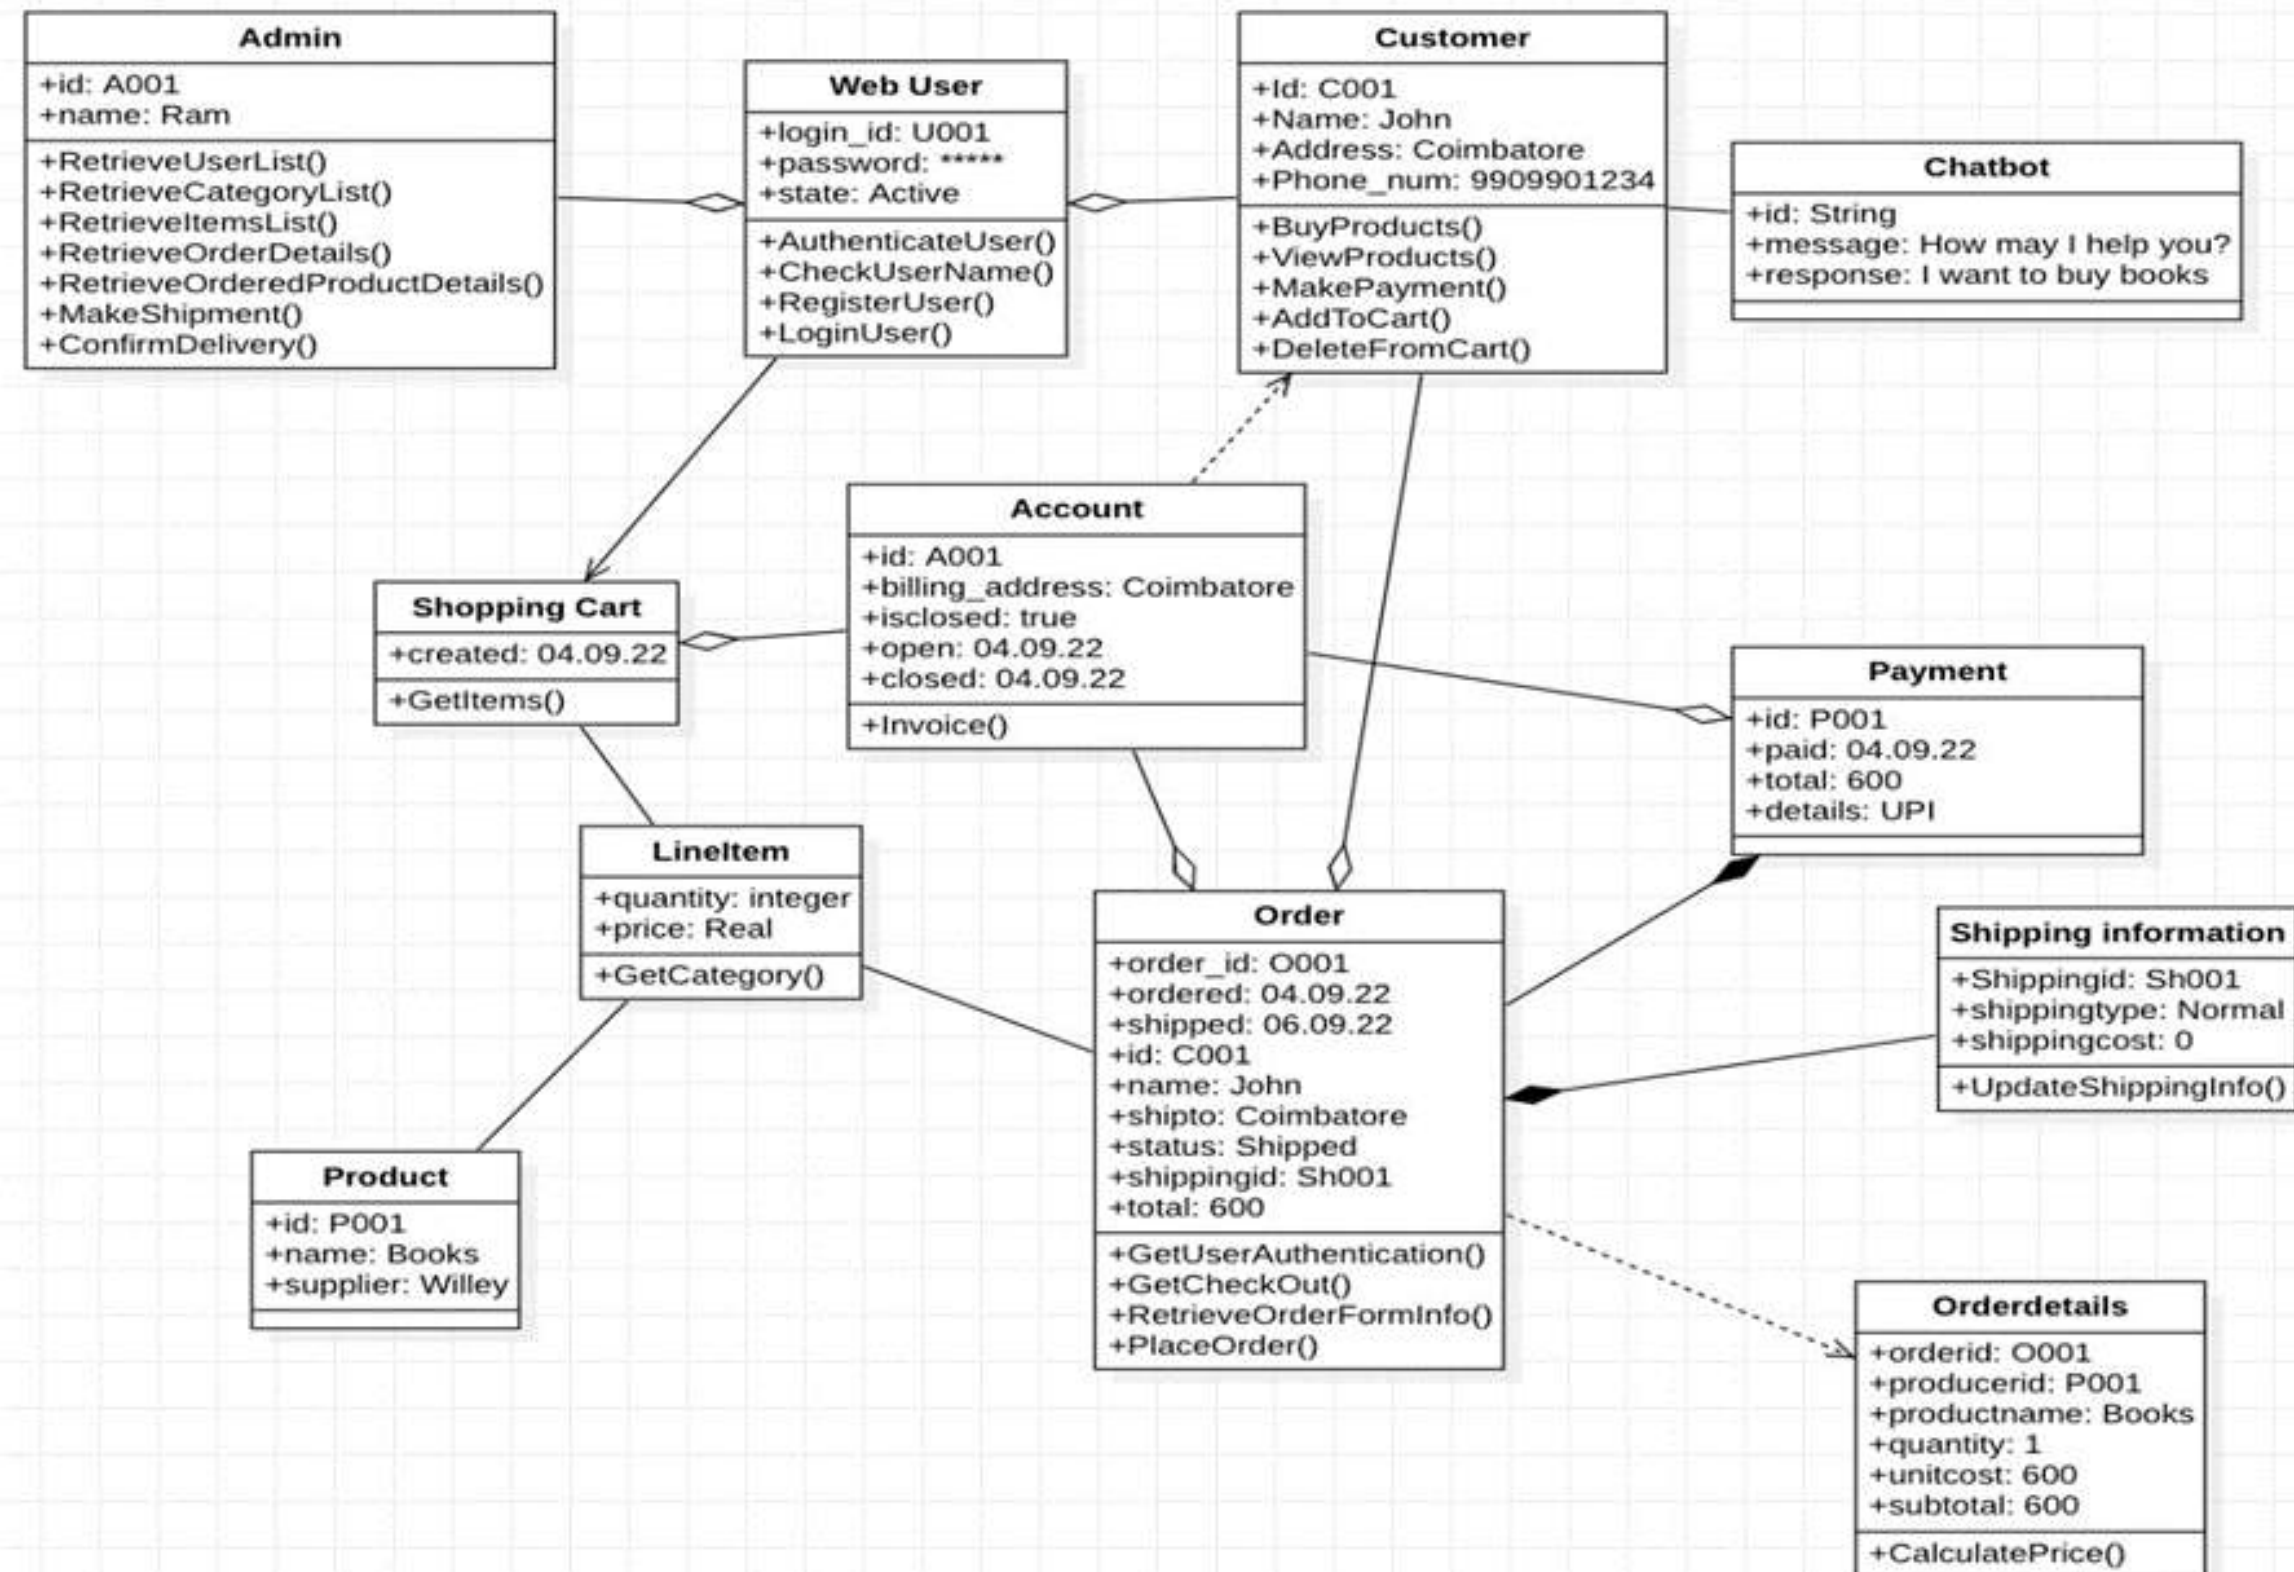 Admin
+id: A001
+name: Ram
+RetrieveUserList()
+RetrieveCategoryList()
+RetrieveItemsList()
+RetrieveOrderDetails()
+RetrieveOrderedProductDetails()
+MakeShipment()
+ConfirmDelivery()
Web User
+login_id: U001
+password: *****
+state: Active
+AuthenticateUser()
+CheckUserName()
+RegisterUser()
+LoginUser()
Customer
+Id: C001
+Name: John
+Address: Coimbatore
+Phone_num: 9909901234
+BuyProducts()
+ViewProducts()
+MakePayment()
+AddToCart()
+DeleteFromCart()
Chatbot
+id: String
+message: How may I help you?
+response: I want to buy books
Shopping Cart
+created: 04.09.22
+GetItems()
Account
+id: A001
+billing_address: Coimbatore
+isclosed: true
+open: 04.09.22
+closed: 04.09.22
+Invoice()
Payment
+id: P001
+paid: 04.09.22
+total: 600
+details: UPI
LineItem
+quantity: integer
+price: Real
+GetCategory()
Order
+order_id: O001
+ordered: 04.09.22
+shipped: 06.09.22
+id: C001
+name: John
+shipto: Coimbatore
+status: Shipped
+shippingid: Sh001
+total: 600
+GetUserAuthentication()
+GetCheckOut()
+RetrieveOrderFormInfo()
+PlaceOrder()
Shipping information
+Shippingid: Sh001
+shippingtype: Normal
+shippingcost: 0
+UpdateShippingInfo()
Product
+id: P001
+name: Books
+supplier: Willey
Orderdetails
+orderid: O001
+producerid: P001
+productname: Books
+quantity: 1
+unitcost: 600
+subtotal: 600
+CalculatePrice()